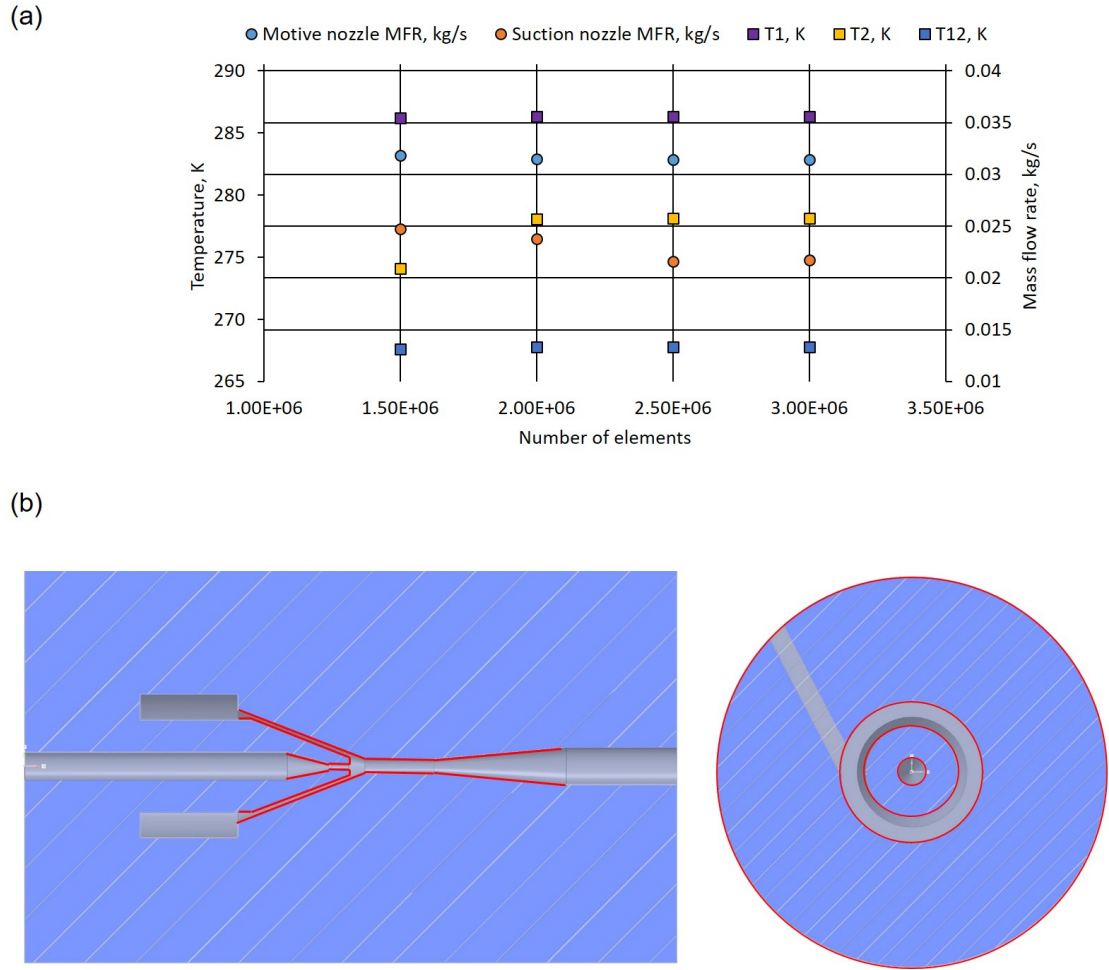 (a)
Motive nozzle MFR, kg/s Suction nozzle MFR, kg/s T1, K T2, K T12, K
290 0.04
285 0.035
280 0.03
275 0.025
270 0.02
265 0.015
0.01
Temperature, K
Mass flow rate, kg/s
1.00E+06 1.50E+06 2.00E+06 2.50E+06 3.00E+06 3.50E+06
Number of elements
(b)